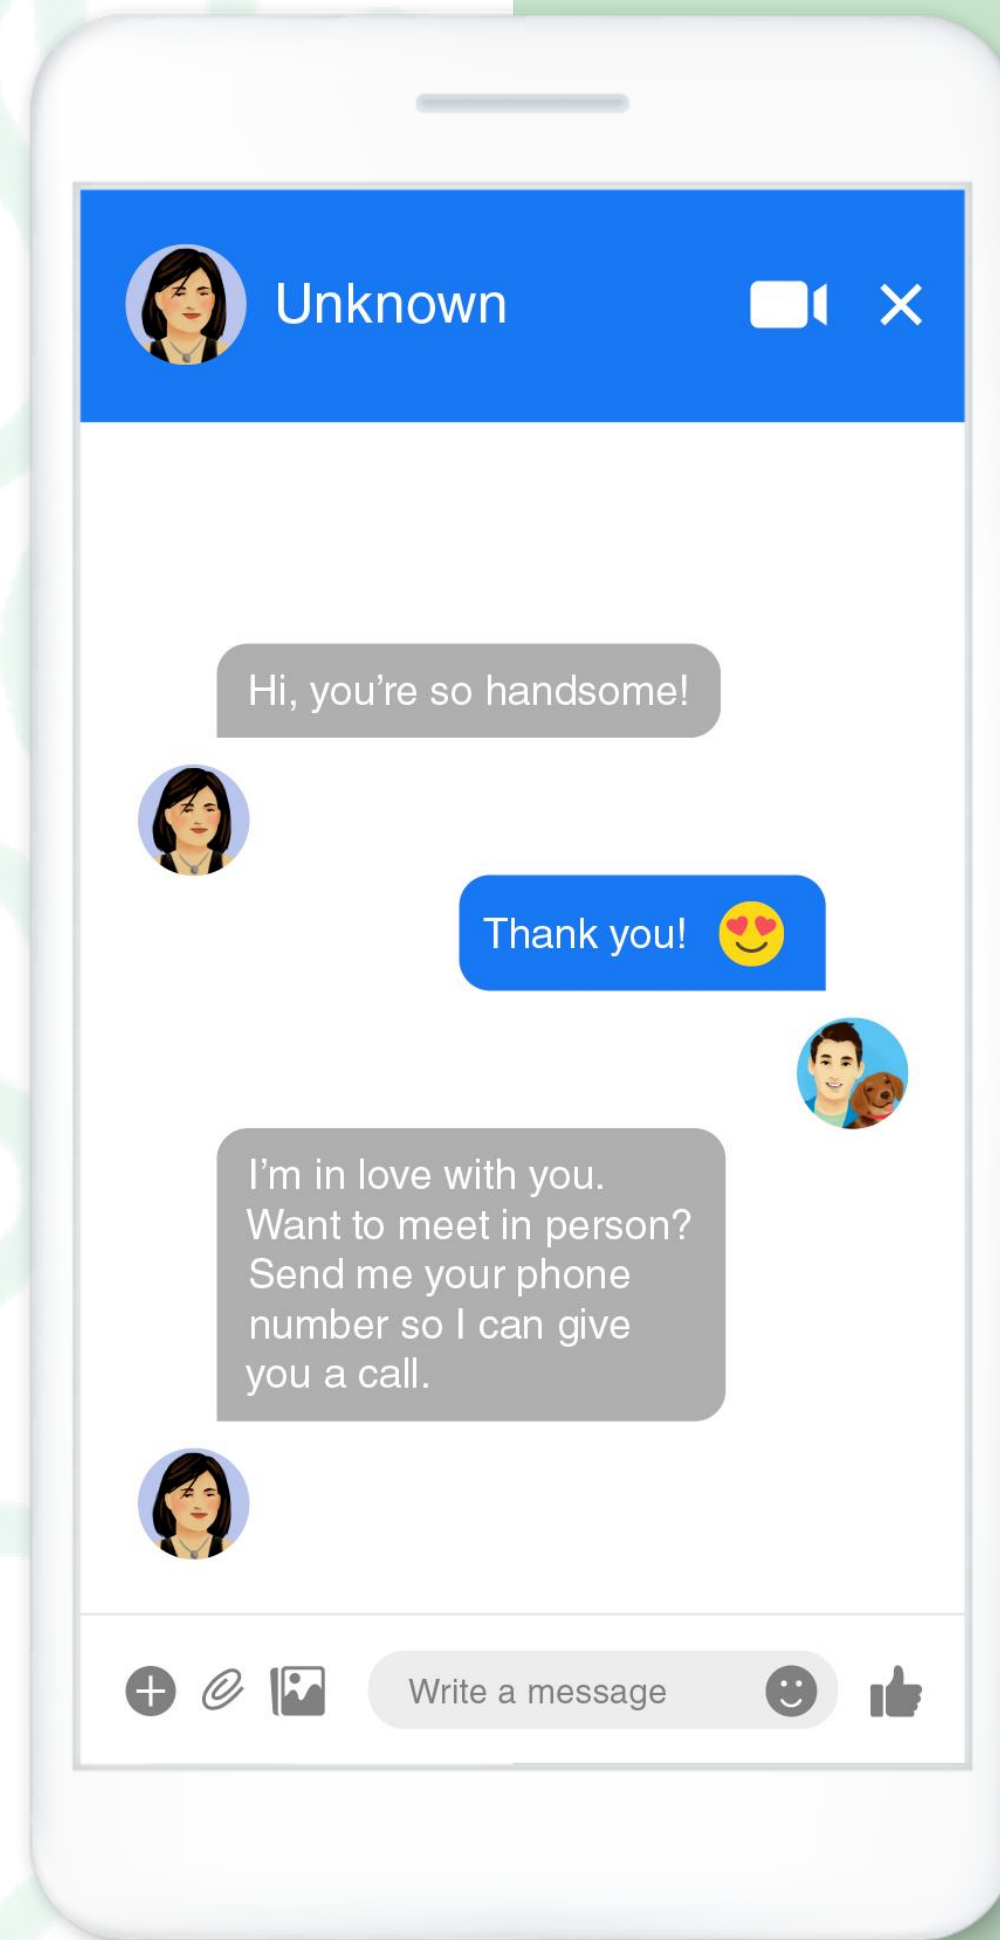 Unknown
Hi, you’re so handsome!
Thank you!
I’m in love with you.
Want to meet in person?
Send me your phone
number so I can give
you a call.
Write a message